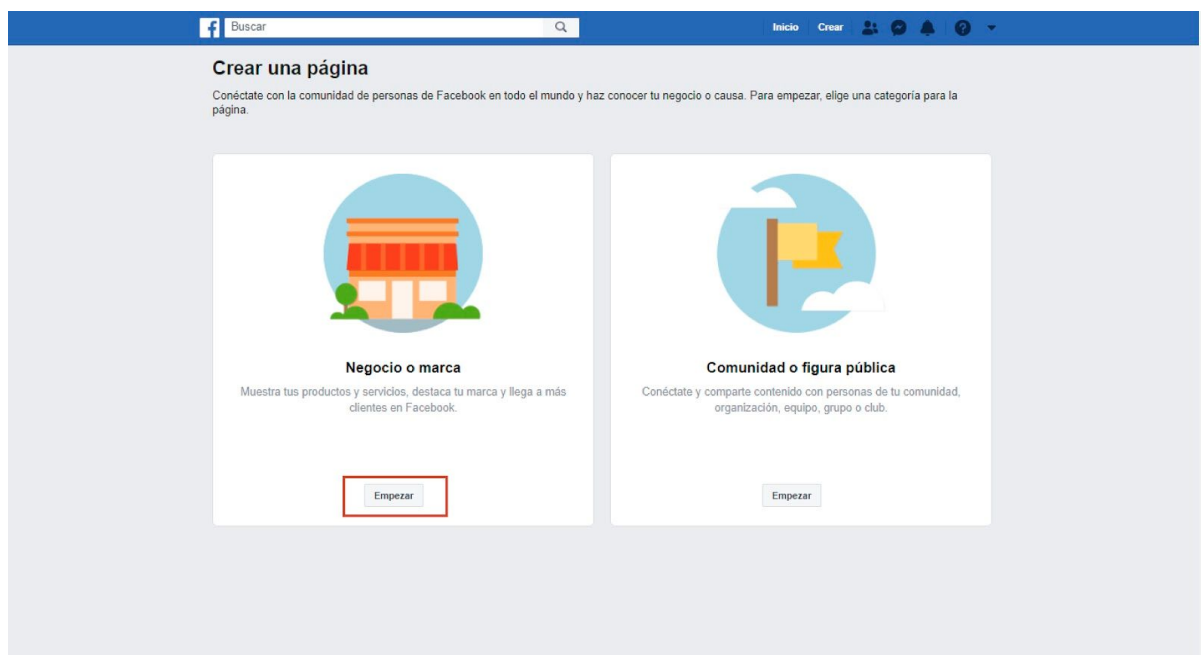 Buscar
Inicio
Crear
Crear una página
Conéctate con la comunidad de personas de Facebook en todo el mundo y haz conocer tu negocio o causa. Para empezar, elige una categoría para la
página.
Negocio o marca
Muestra tus productos y servicios, destaca tu marca y llega a más
clientes en Facebook.
Empezar
Comunidad o figura pública
Conéctate y comparte contenido con personas de tu comunidad,
organización, equipo, grupo o club.
Empezar